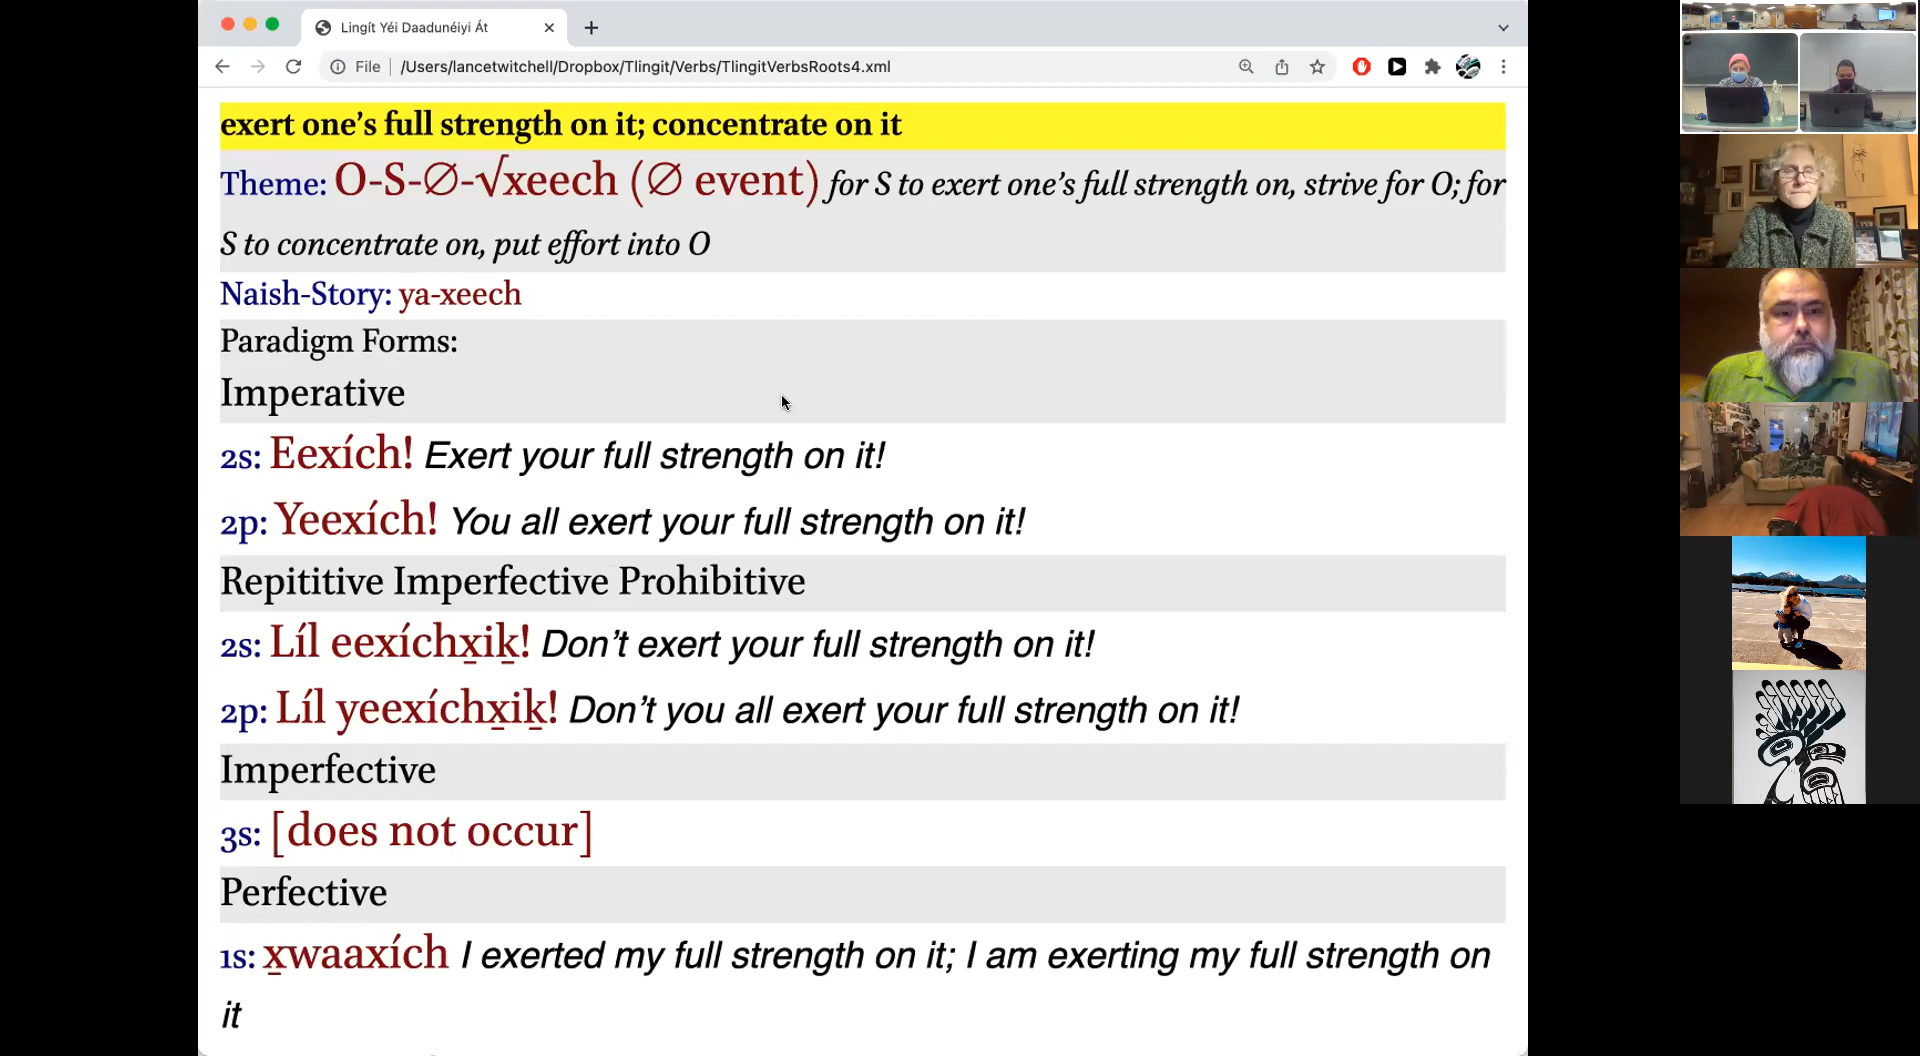 Lingít Yéi Daadunéiyi Át
File
/Users/lancetwitchell/Dropbox/Tlingit/Verbs/TlingitVerbsRoots4.xml
exert one’s full strength on it; concentrate on it
Theme: O-S-∅-√xeech (∅ event) for S to exert one’s full strength on, strive for O; for
S to concentrate on, put effort into O
Naish-Story: ya-xeech
Paradigm Forms:
Imperative
2s: Eexích! Exert your full strength on it!
2p: Yeexích! You all exert your full strength on it!
Repititive Imperfective Prohibitive
2s: Líl eexíchx̱iḵ! Don’t exert your full strength on it!
2p: Líl yeexíchx̱iḵ! Don’t you all exert your full strength on it!
Imperfective
3s: [does not occur]
Perfective
1s: x̱waaxích I exerted my full strength on it; I am exerting my full strength on
it